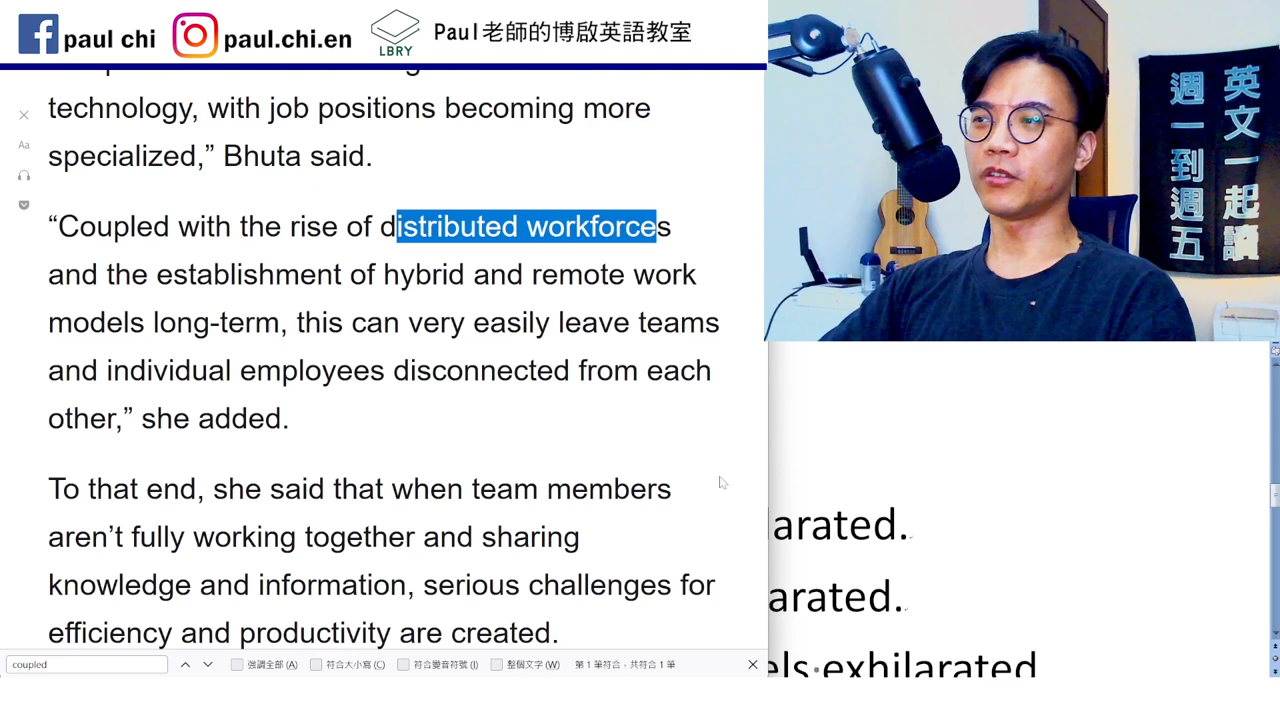 paul chi
paul.chi.en
LBRY
Paul老師的博啟英語教室
technology, with job positions becoming more
specialized,” Bhuta said.
“Coupled with the rise of distributed workforces
and the establishment of hybrid and remote work
models long-term, this can very easily leave teams
and individual employees disconnected from each
other,” she added.
To that end, she said that when team members
aren’t fully working together and sharing
knowledge and information, serious challenges for
efficiency and productivity are created.
Aa
coupled
強調全部 (A)
符合大小寫 (C)
符合變音符號 (I)
整個文字 (W)
第 1 筆符合，共符合 1 筆
英文一起讀
週一到週五
larated.
arated.
els·exhilarated